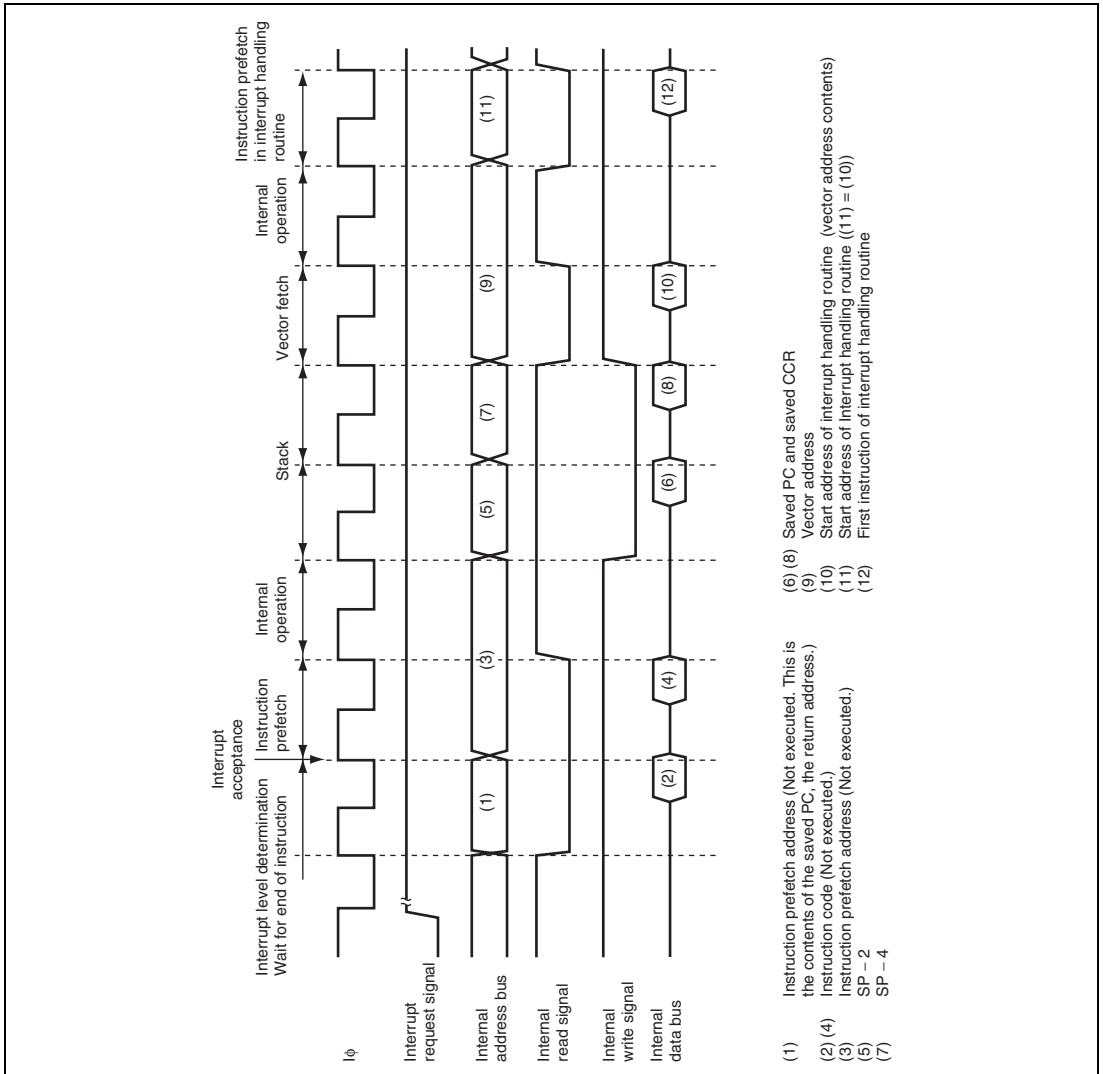 Interrupt
acceptance
Interrupt level determination
Wait for end of instruction
Instruction
prefetch
Internal
operation
Stack
Vector fetch
Internal
operation
Instruction prefetch
in interrupt handling
routine
Iφ
Interrupt
request signal
Internal
address bus
(1)
(3)
(5)
(7)
(9)
(11)
Internal
read signal
Internal
write signal
Internal
data bus
(2)
(4)
(6)
(8)
(10)
(12)
(1) Instruction prefetch address (Not executed. This is
the contents of the saved PC, the return address.)
(2) (4) Instruction code (Not executed.)
(3) Instruction prefetch address (Not executed.)
(5) SP – 2
(7) SP – 4
(6) (8) Saved PC and saved CCR
(9) Vector address
(10) Start address of interrupt handling routine (vector address contents)
(11) Start address of Interrupt handling routine ((11) = (10))
(12) First instruction of interrupt handling routine